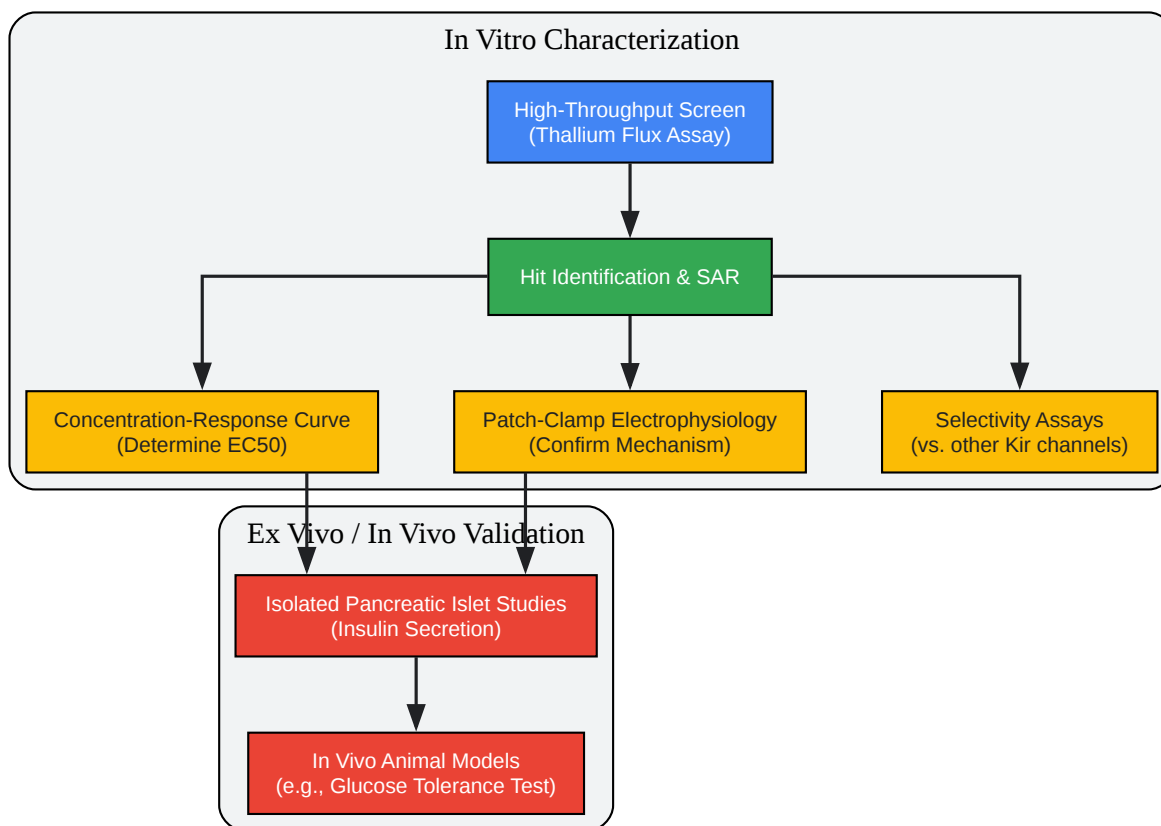 In Vitro Characterization
High-Throughput Screen
(Thallium Flux Assay)
Hit Identification & SAR
Concentration-Response Curve
(Determine EC50)
Patch-Clamp Electrophysiology
(Confirm Mechanism)
Selectivity Assays
(vs. other Kir channels)
Ex Vivo / In Vivo Validation
Isolated Pancreatic Islet Studies
(Insulin Secretion)
In Vivo Animal Models
(e.g., Glucose Tolerance Test)